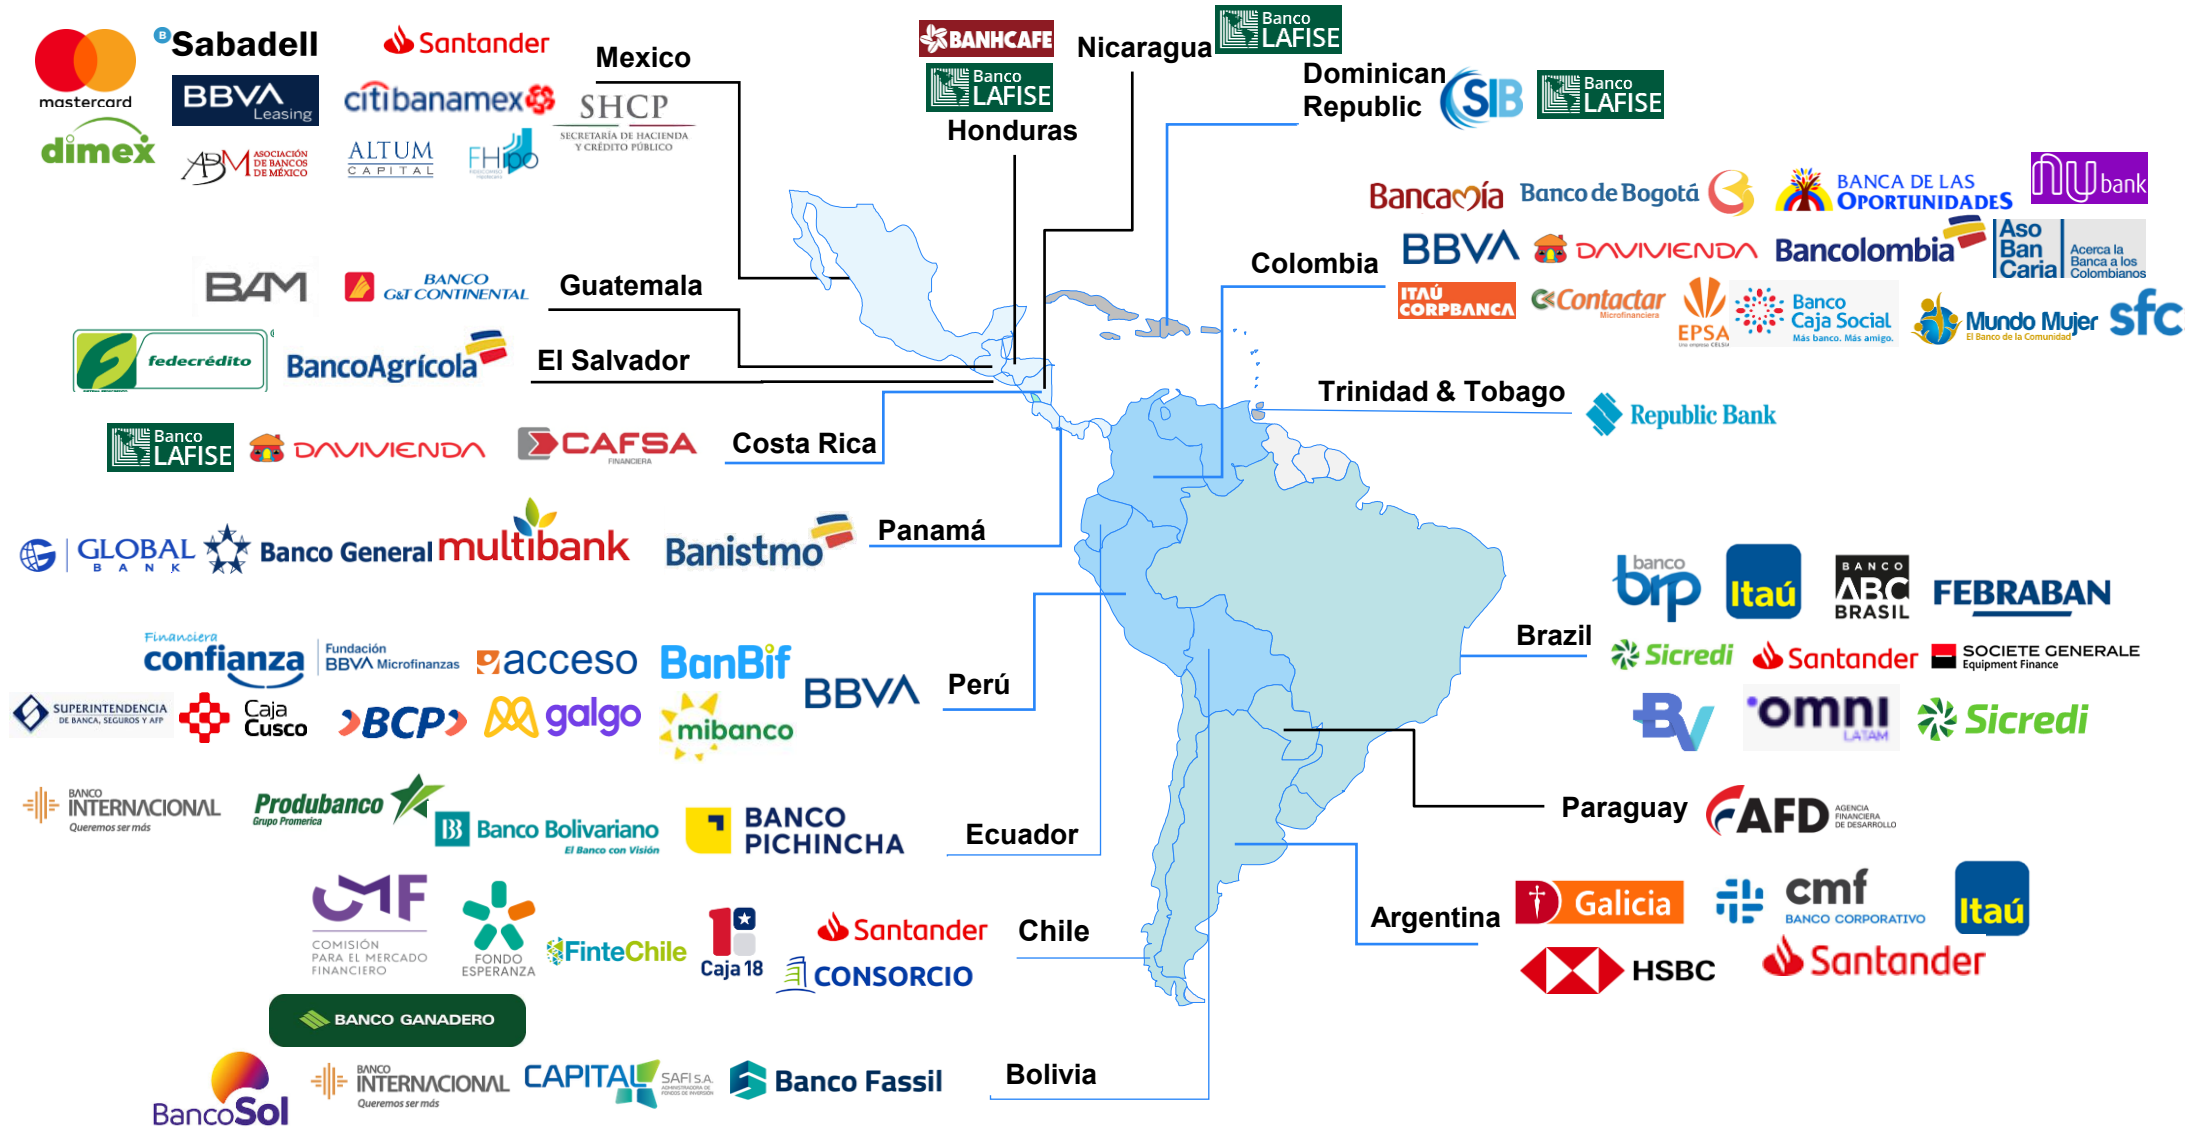 mastercard
Sabadell
Santander
BBVA
Leasing
citibanamex
SHCP
SECRETARÍA DE HACIENDA
Y CRÉDITO PÚBLICO
dimex
ABM
ASOCIACIÓN
DE BANCOS
DE MÉXICO
ALTUM
CAPITAL
FHipo
Mexico
BANHCAFE
Banco
LAFISE
Honduras
Nicaragua
Banco
LAFISE
Dominican
Republic
SIB
Banco
LAFISE
Bancamía
Banco de Bogotá
BANCA DE LAS
OPORTUNIDADES
nu bank
BBVA
DAVIVIENDA
Bancolombia
Aso
Ban
Caria
Acerca la
Banca a los
Colombianos
ITAÚ
CORPBANCA
Contactar
Microfinanciera
EPSA
Banco
Caja Social
Más banco. Más amigo.
Mundo Mujer
El Banco de la Comunidad
sfc
Colombia
BAM
BANCO
G&T CONTINENTAL
Guatemala
fedecrédito
BancoAgrícola
El Salvador
Trinidad & Tobago
Republic Bank
Banco
LAFISE
DAVIVIENDA
CAFSA
FINANCIERA
Costa Rica
G
GLOBAL
BANK
Banco General
multibank
Banistmo
Panamá
banco
brp
Itaú
BANCO
ABC
BRASIL
FEBRABAN
Sicredi
Santander
SOCIETE GENERALE
Equipment Finance
BV
omni
LATAM
Sicredi
Brazil
Financiera
confianza
Fundación
BBVA Microfinanzas
acceso
BanBif
SUPERINTENDENCIA
DE BANCA, SEGUROS Y AFP
Caja
Cusco
BCP
galgo
mibanco
BBVA
Perú
BANCO
INTERNACIONAL
Queremos ser más
Produbanco
Grupo Promerica
Banco Bolivariano
El Banco con Visión
BANCO
PICHINCHA
Ecuador
Paraguay
AFD
AGENCIA
FINANCIERA
DE DESARROLLO
CMF
COMISIÓN
PARA EL MERCADO
FINANCIERO
FONDO
ESPERANZA
FinteChile
Caja 18
Santander
CONSORCIO
Chile
Argentina
Galicia
cmf
BANCO CORPORATIVO
Itaú
HSBC
Santander
BANCO GANADERO
BancoSol
BANCO
INTERNACIONAL
Queremos ser más
CAPITAL
SAFI S.A.
ADMINISTRADORA DE
FONDOS DE INVERSIÓN
Banco Fassil
Bolivia